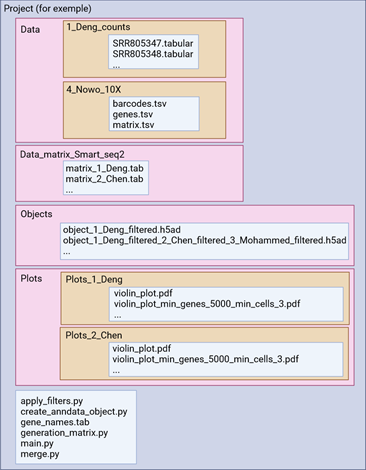 Project (for exemple)
Data
1_Deng_counts
SRR805347.tabular
SRR805348.tabular
...
4_Nowo_10X
barcodes.tsv
genes.tsv
matrix.tsv
Data_matrix_Smart_seq2
matrix_1_Deng.tab
matrix_2_Chen.tab
...
Objects
object_1_Deng_filtered.h5ad
object_1_Deng_filtered_2_Chen_filtered_3_Mohammed_filtered.h5ad
...
Plots
Plots_1_Deng
violin_plot.pdf
violin_plot_min_genes_5000_min_cells_3.pdf
...
Plots_2_Chen
violin_plot.pdf
violin_plot_min_genes_5000_min_cells_3.pdf
...
apply_filters.py
create_anndata_object.py
gene_names.tab
generation_matrix.py
main.py
merge.py